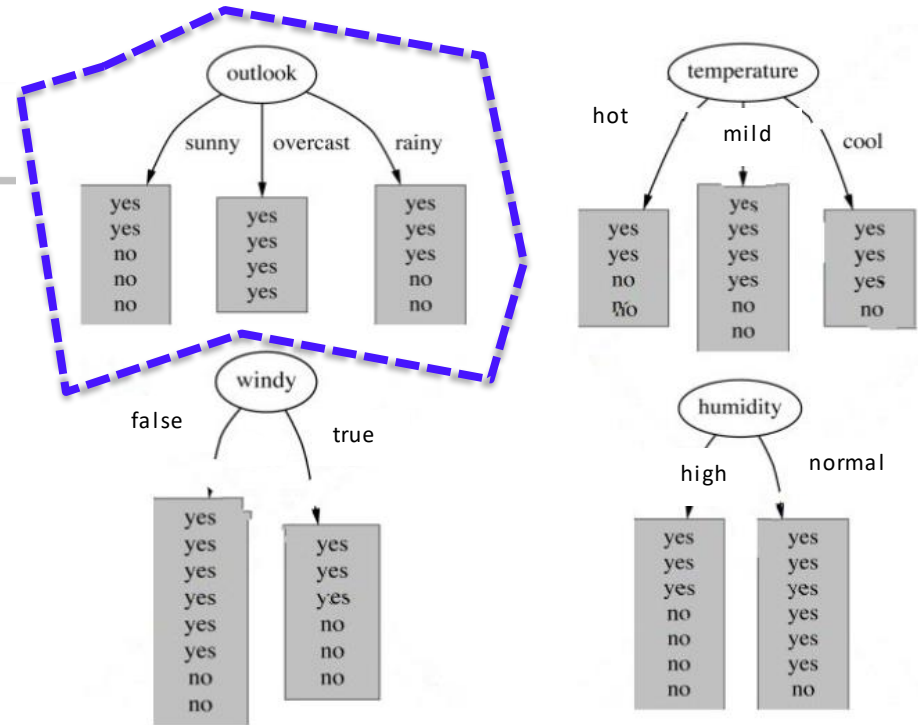 outlook
sunny overcast rainy
yes
yes
no
no
no
yes
yes
yes
yes
yes
yes
yes
no
no
temperature
hot
mild
cool
yes
yes
no
no
yes
yes
yes
yes
no
no
yes
yes
yes
no
windy
false
true
yes
yes
yes
yes
yes
yes
no
no
yes
yes
yes
no
no
no
humidity
high
normal
yes
yes
yes
no
no
no
no
yes
yes
yes
yes
yes
yes
no